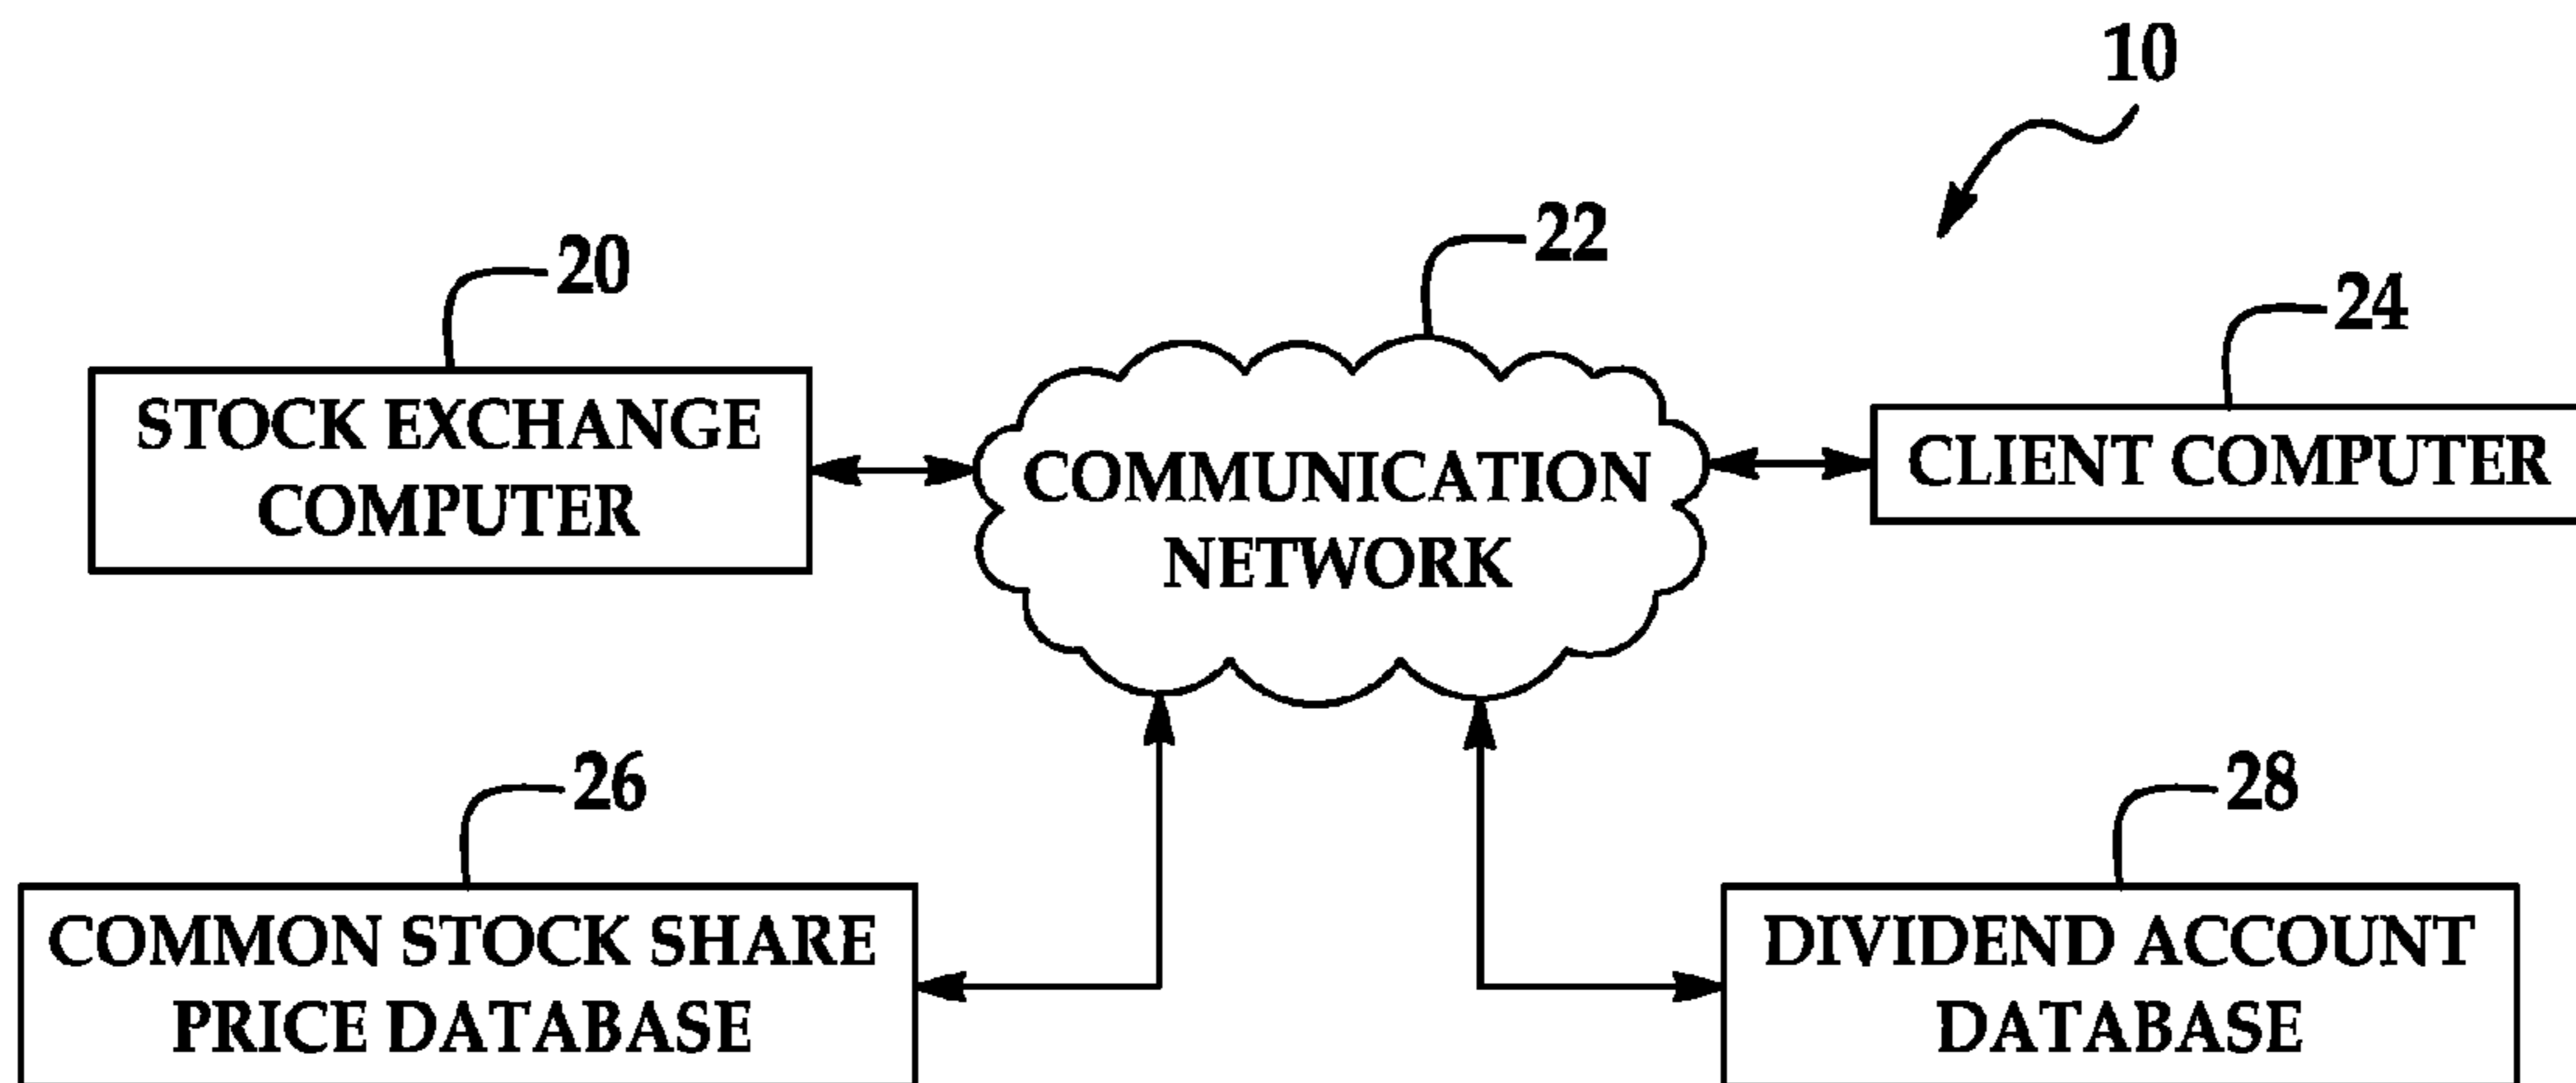 10
22
20
24
STOCK EXCHANGE
COMPUTER
COMMUNICATION
NETWORK
CLIENT COMPUTER
26
28
COMMON STOCK SHARE
PRICE DATABASE
DIVIDEND ACCOUNT
DATABASE